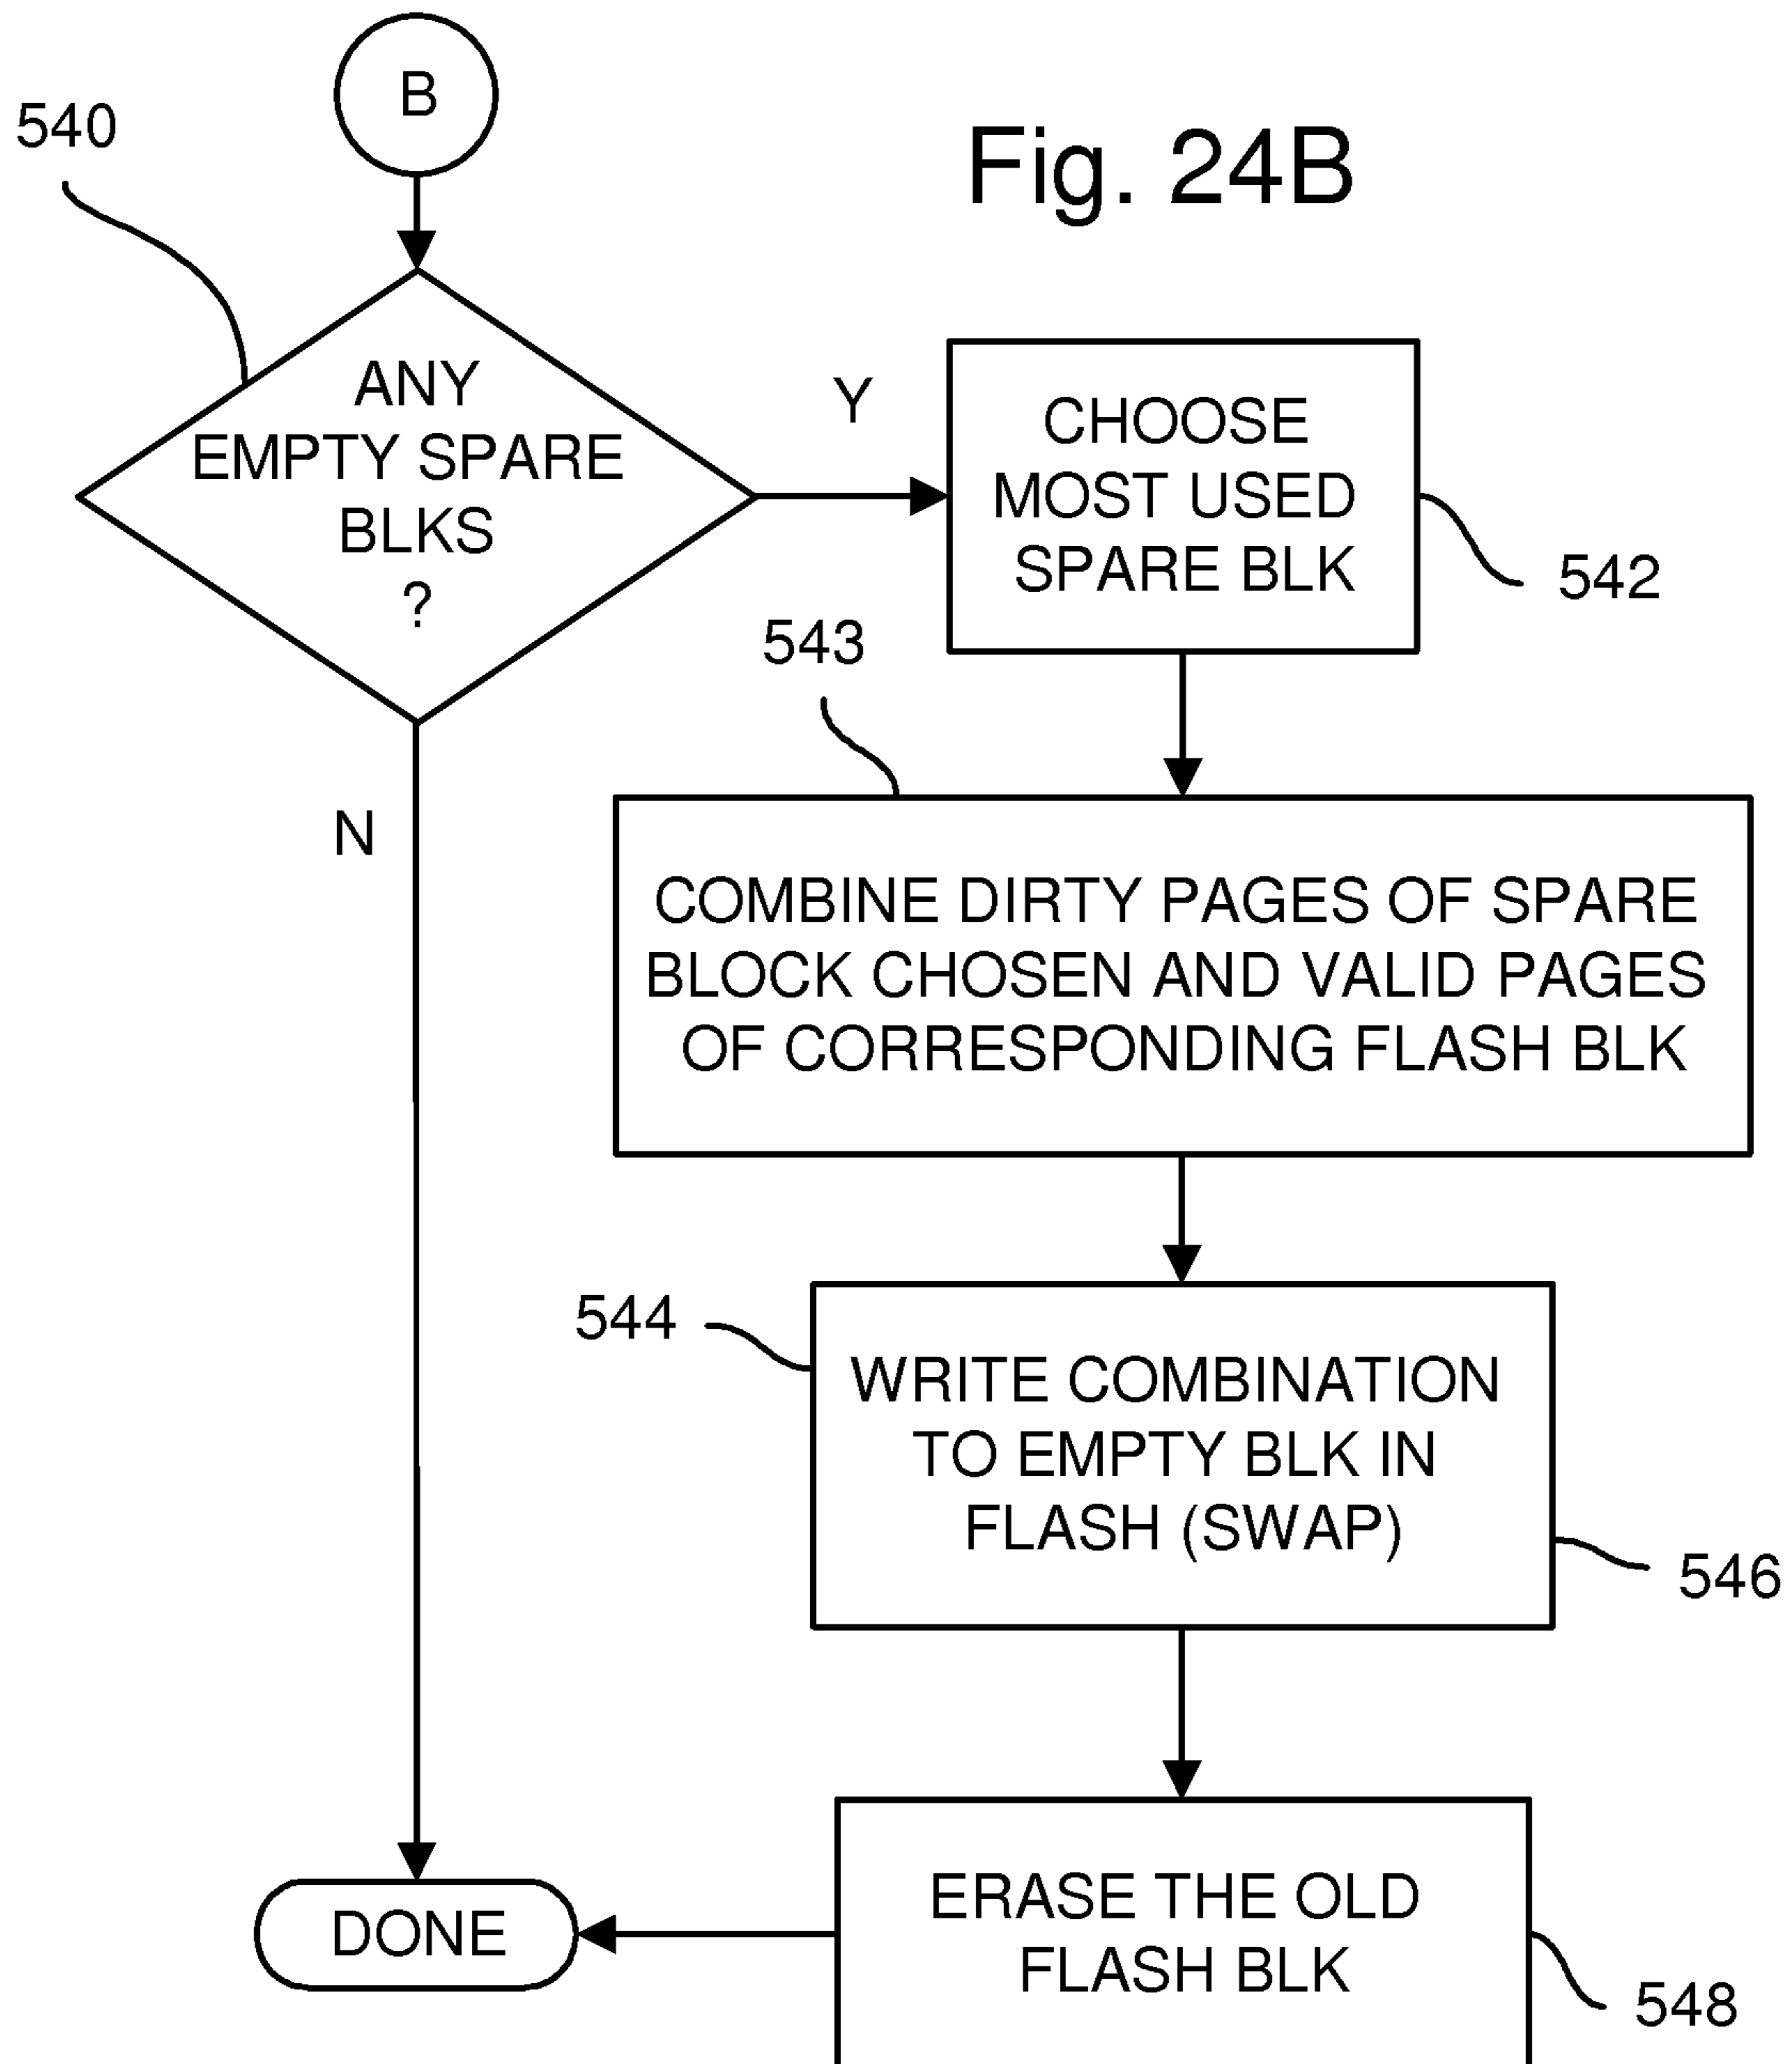 B
540
Fig. 24B
ANY
EMPTY SPARE
BLKS
?
Y
CHOOSE
MOST USED
SPARE BLK
542
543
N
COMBINE DIRTY PAGES OF SPARE
BLOCK CHOSEN AND VALID PAGES
OF CORRESPONDING FLASH BLK
544
WRITE COMBINATION
TO EMPTY BLK IN
FLASH (SWAP)
546
ERASE THE OLD
FLASH BLK
548
DONE